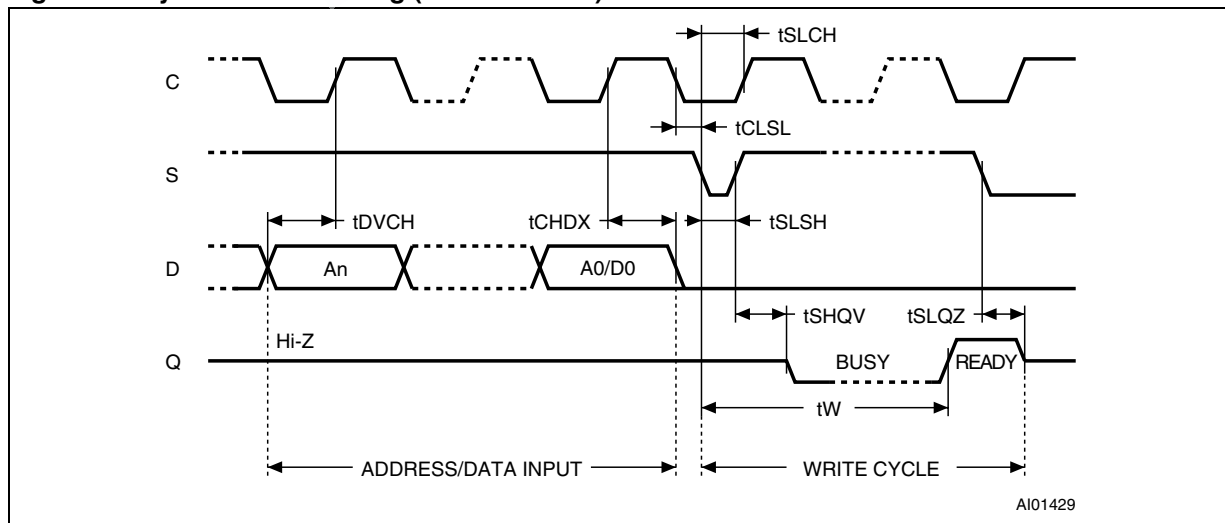 tSLCH
C
tCLSL
S
tDVCH
tCHDX
tSLSH
D
An
A0/D0
tSHQV
tSLQZ
Hi-Z
Q
BUSY
READY
tW
ADDRESS/DATA INPUT
WRITE CYCLE
AI01429